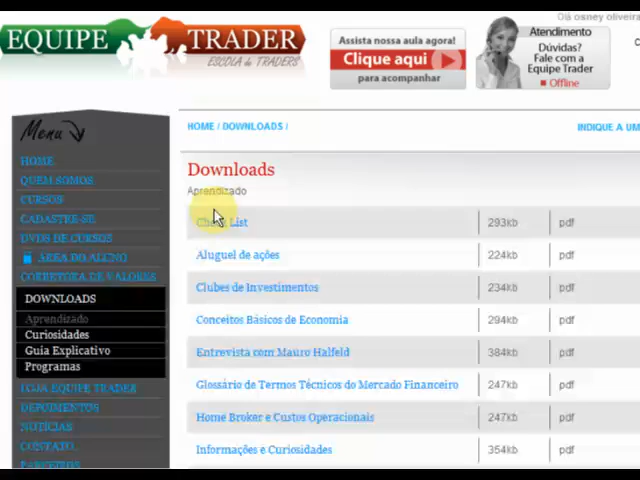 Olá osney oliveira
EQUIPE TRADER
ESCOLA de TRADERS
Assista nossa aula agora!
Clique aqui
para acompanhar
Atendimento
Dúvidas?
Fale com a
Equipe Trader
Offline
C
Menu
HOME / DOWNLOADS /
INDIQUE A UM
HOME
QUEM SOMOS
CURSOS
CADASTRE-SE
DVDS DE CURSOS
ÁREA DO ALUNO
CORRETORA DE VALORES
DOWNLOADS
Aprendizado
Curiosidades
Guia Explicativo
Programas
LOJA EQUIPE TRADER
DEPOIMENTOS
NOTÍCIAS
CONTATO
PARCEIROS
Downloads
Aprendizado
Check List 293kb pdf
Aluguel de ações 224kb pdf
Clubes de Investimentos 234kb pdf
Conceitos Básicos de Economia 294kb pdf
Entrevista com Mauro Halfeld 384kb pdf
Glossário de Termos Técnicos do Mercado Financeiro 247kb pdf
Home Broker e Custos Operacionais 247kb pdf
Informações e Curiosidades 354kb pdf